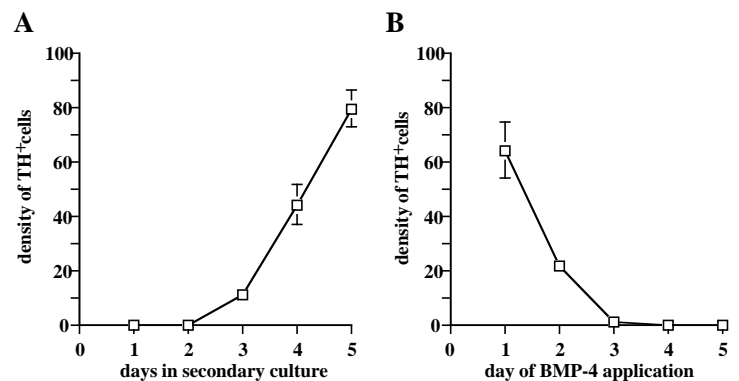 A
100
80
60
40
20
0
0 1 2 3 4 5
density of TH+cells
days in secondary culture
B
100
80
60
40
20
0
0 1 2 3 4 5
density of TH+cells
day of BMP-4 application